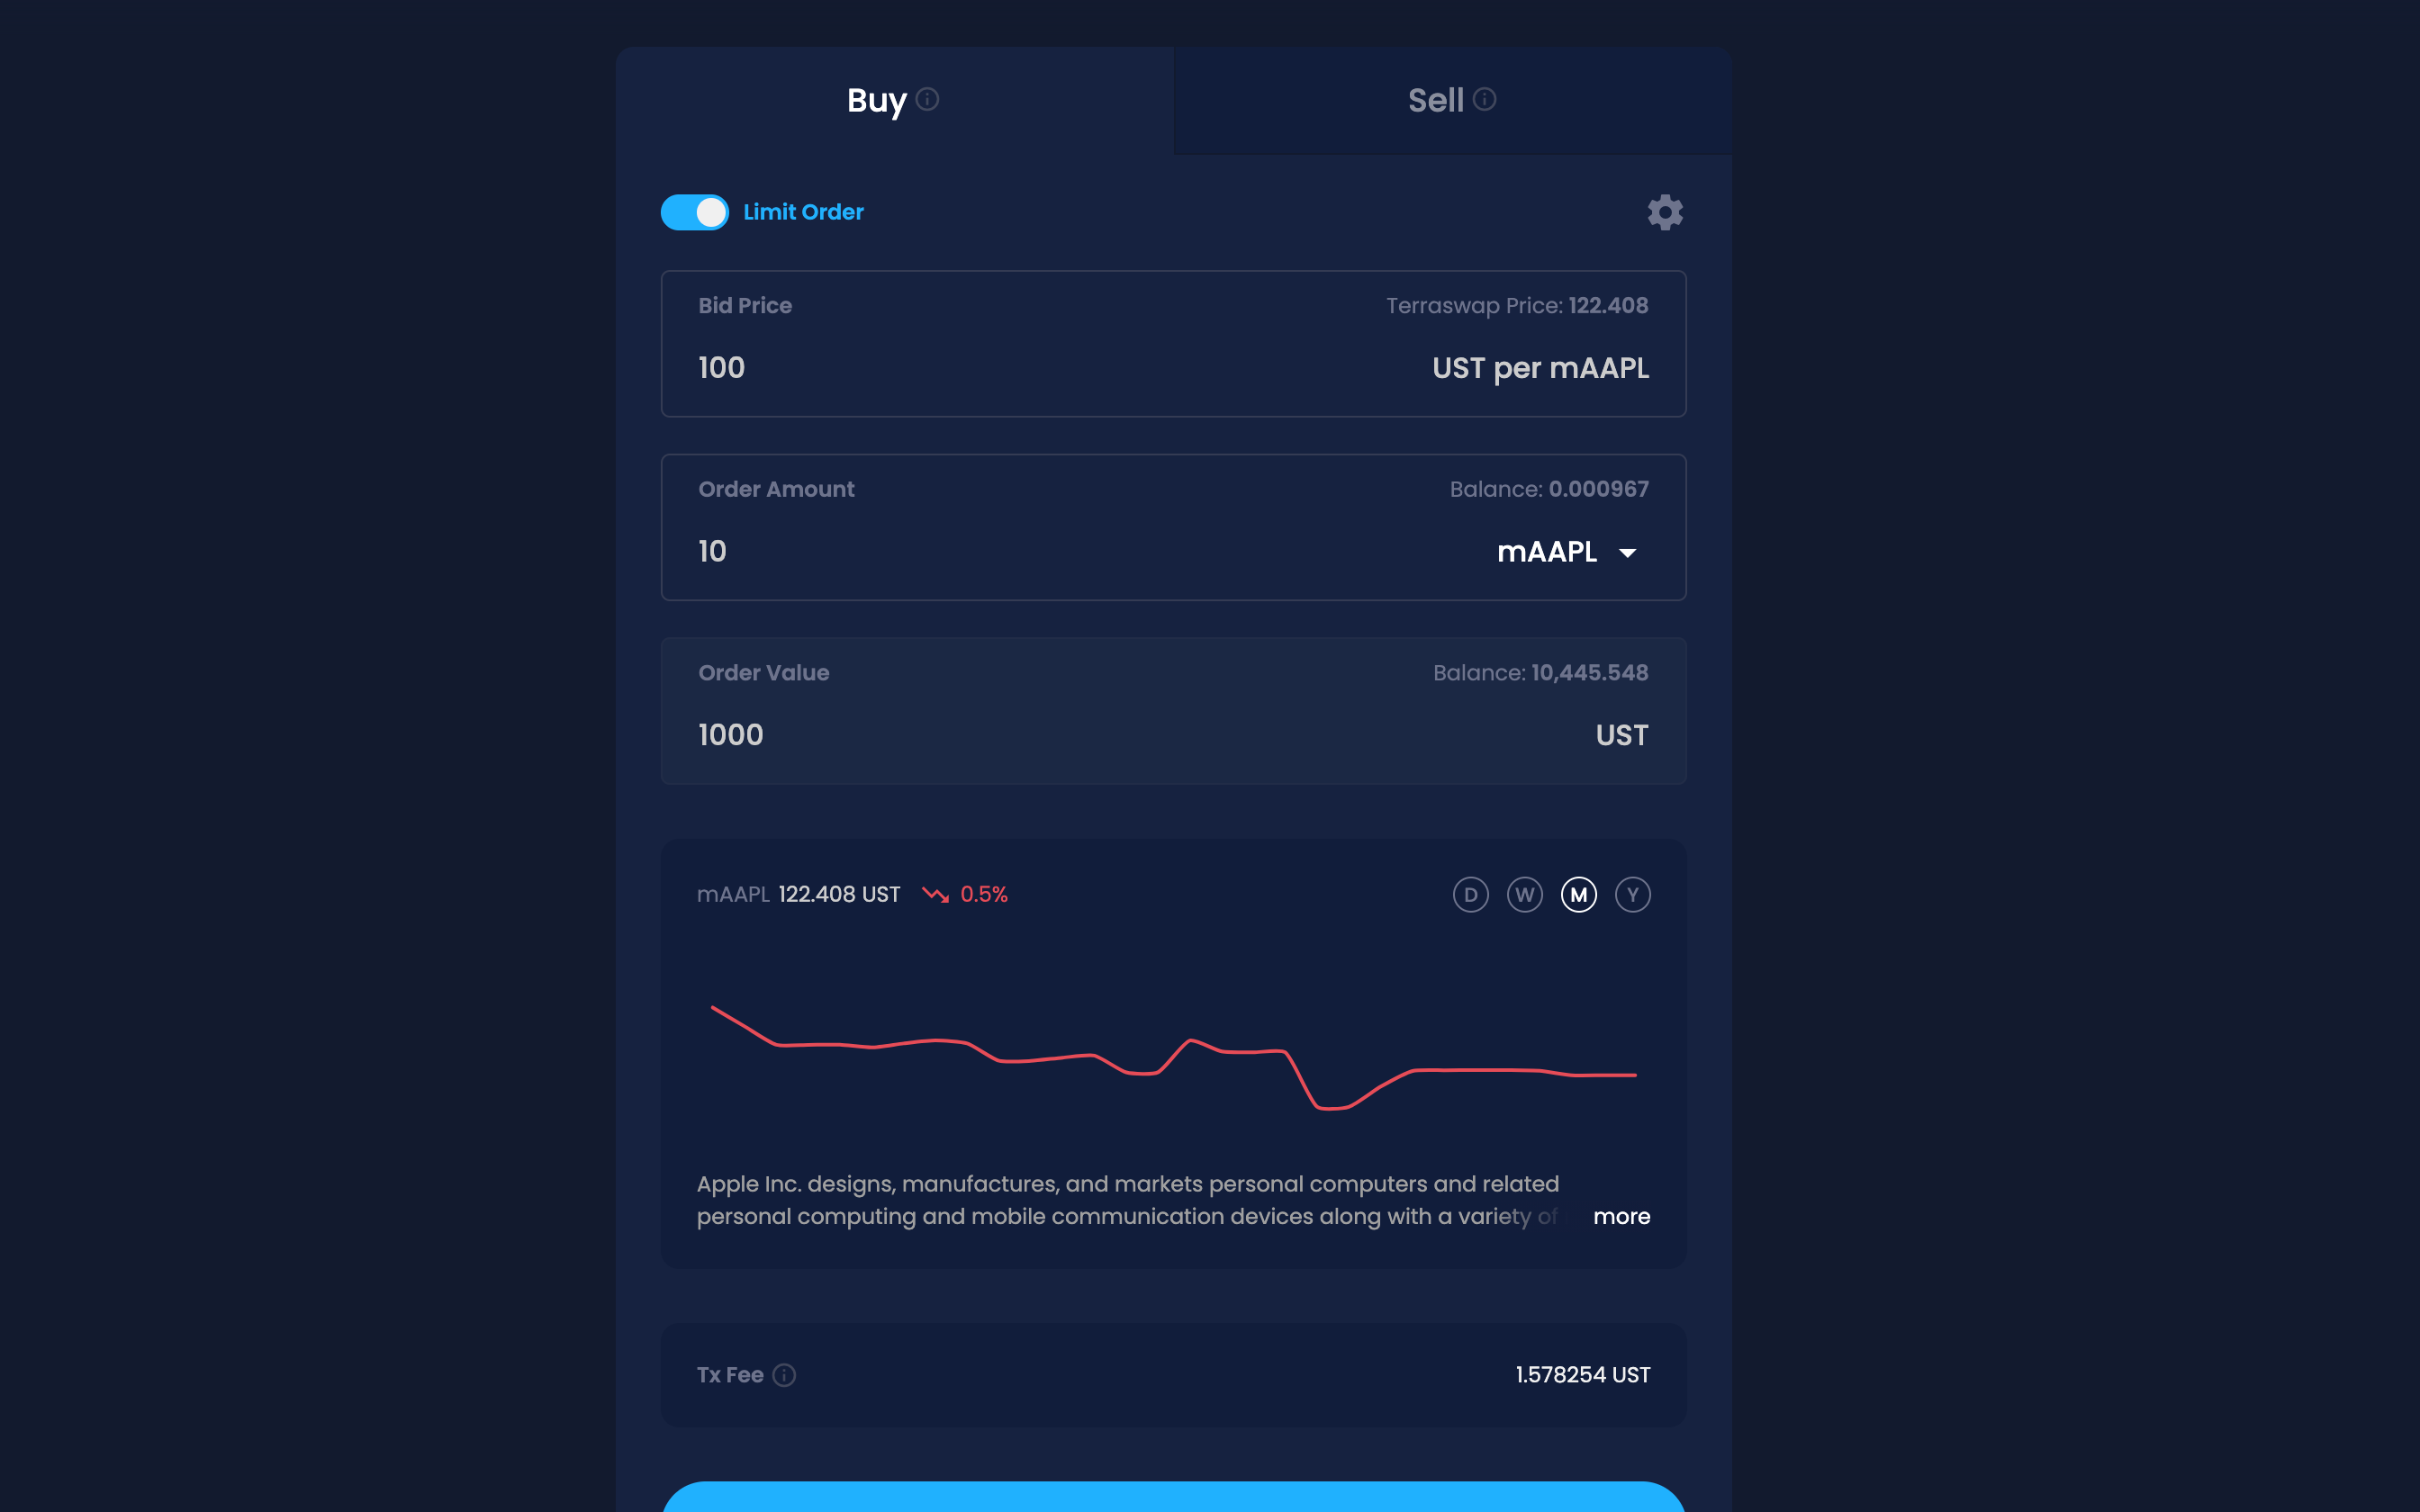 Buy
Sell
Limit Order
Bid Price
Terraswap Price: 122.408
100
UST per mAAPL
Order Amount
Balance: 0.000967
10
mAAPL
Order Value
Balance: 10,445.548
1000
UST
mAAPL 122.408 UST 0.5%
D W M Y
Apple Inc. designs, manufactures, and markets personal computers and related
personal computing and mobile communication devices along with a variety of
more
Tx Fee
1.578254 UST